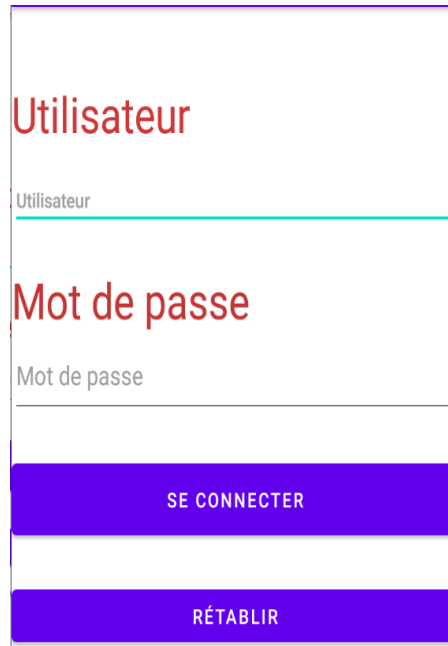 Utilisateur
Utilisateur
Mot de passe
Mot de passe
SE CONNECTER
RÉTABLIR